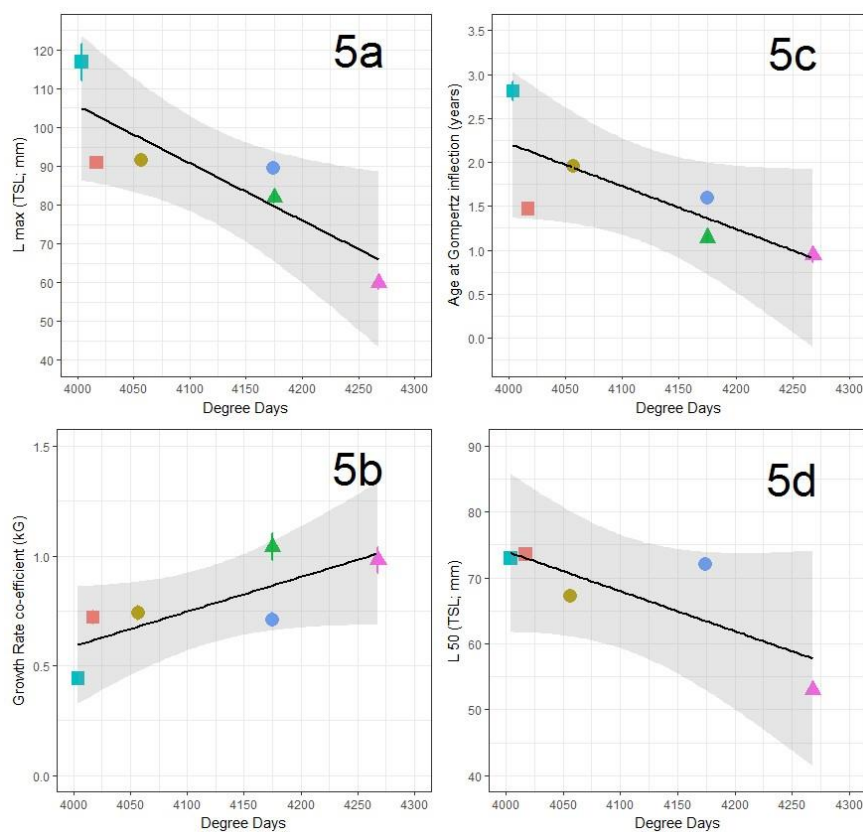 5a
L max (TSL; mm)
120
110
100
90
80
70
60
50
40
4000 4050 4100 4150 4200 4250 4300
Degree Days
5c
Age at Gompertz inflection (years)
3.5
3.0
2.5
2.0
1.5
1.0
0.5
0.0
4000 4050 4100 4150 4200 4250 4300
Degree Days
5b
Growth Rate co-efficient (kG)
1.5
1.0
0.5
0.0
4000 4050 4100 4150 4200 4250 4300
Degree Days
5d
L 50 (TSL; mm)
90
80
70
60
50
40
4000 4050 4100 4150 4200 4250 4300
Degree Days